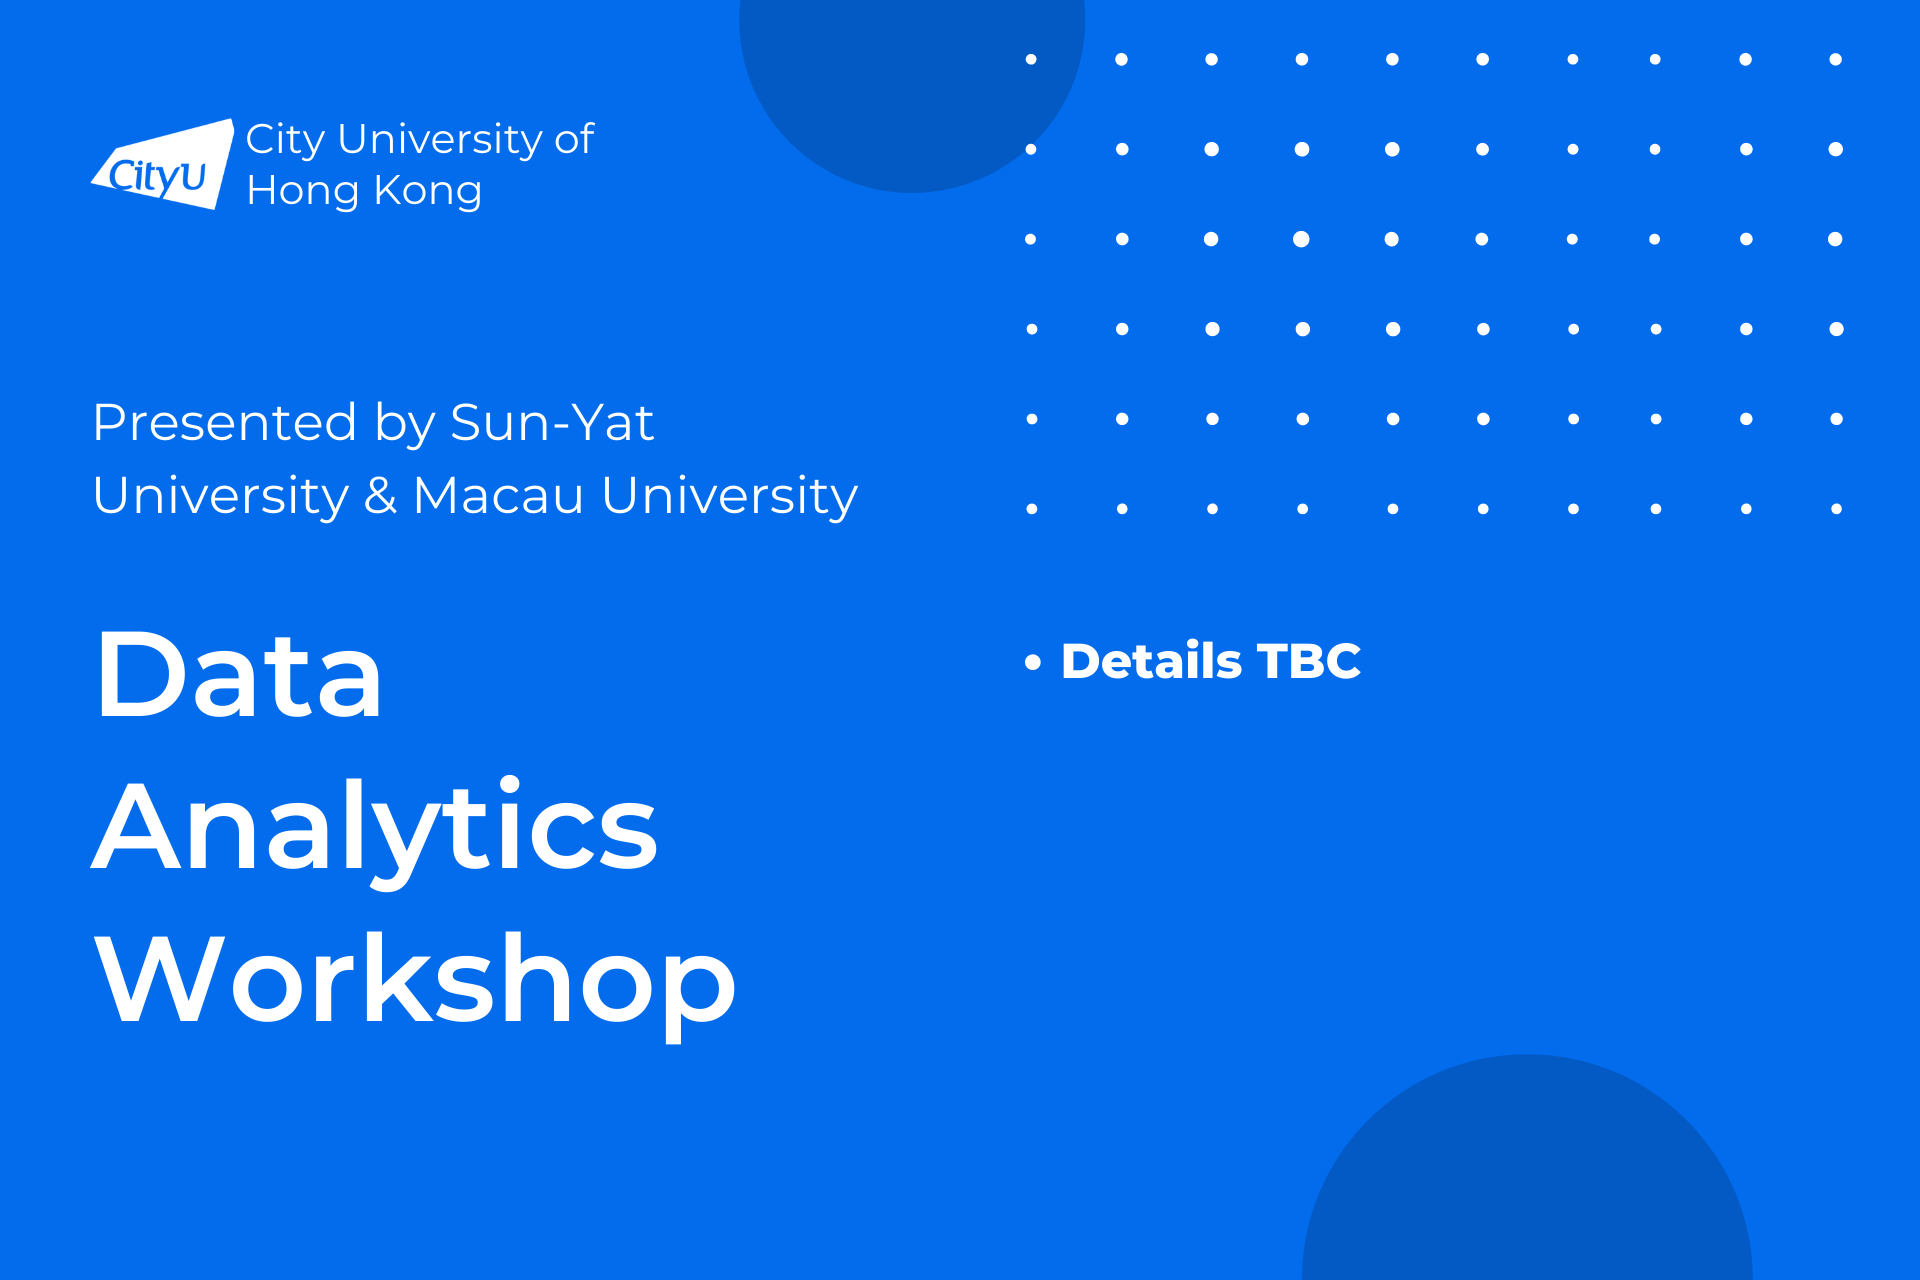 CityU
City University of
Hong Kong
Presented by Sun-Yat
University & Macau University
Data
Analytics
Workshop
• Details TBC